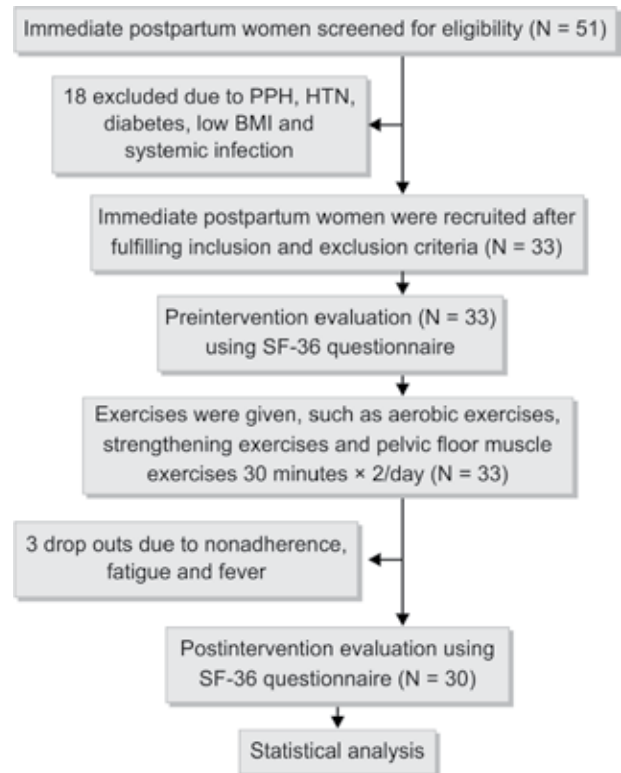 Immediate postpartum women screened for eligibility (N = 51)
18 excluded due to PPH, HTN,
diabetes, low BMI and
systemic infection
Immediate postpartum women were recruited after
fulfilling inclusion and exclusion criteria (N = 33)
Preintervention evaluation (N = 33)
using SF-36 questionnaire
Exercises were given, such as aerobic exercises,
strengthening exercises and pelvic floor muscle
exercises 30 minutes × 2/day (N = 33)
3 drop outs due to nonadherence,
fatigue and fever
Postintervention evaluation using
SF-36 questionnaire (N = 30)
Statistical analysis